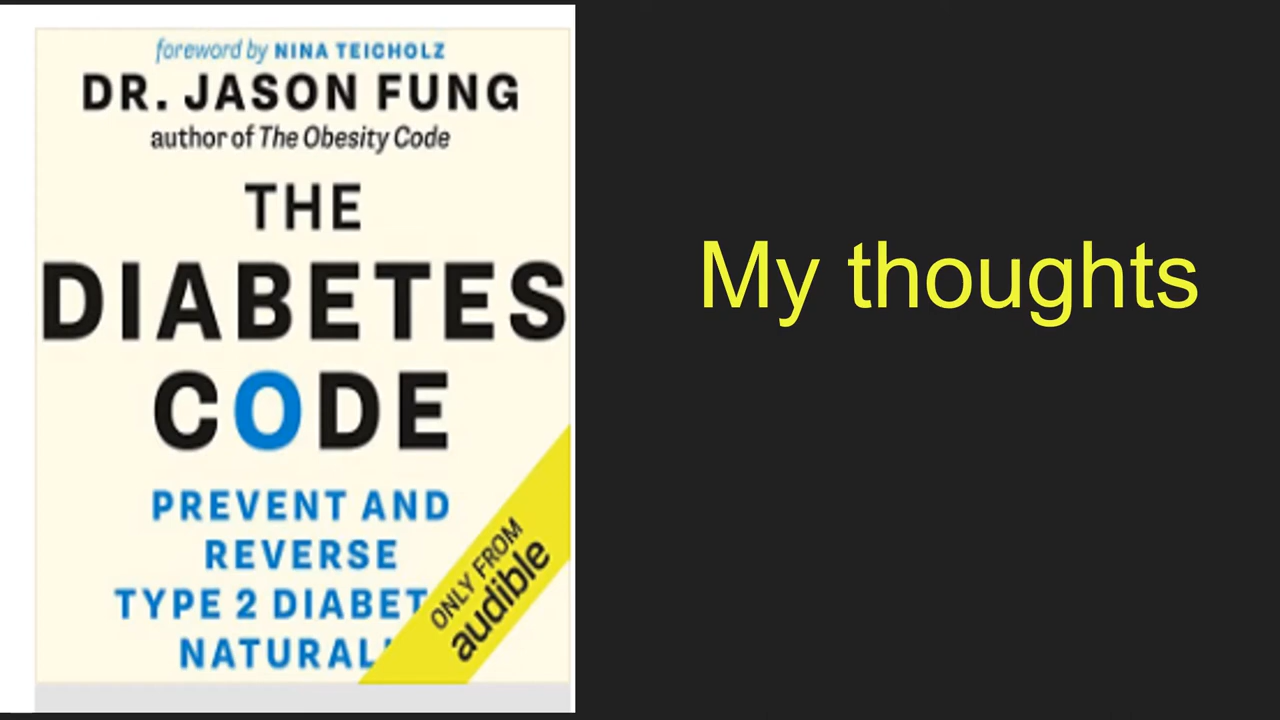 foreword by NINA TEICHOLZ
DR. JASON FUNG
author of The Obesity Code
THE
DIABETES
CODE
PREVENT AND
REVERSE
TYPE 2 DIABET
NATURAL
ONLY FROM
audible
My thoughts